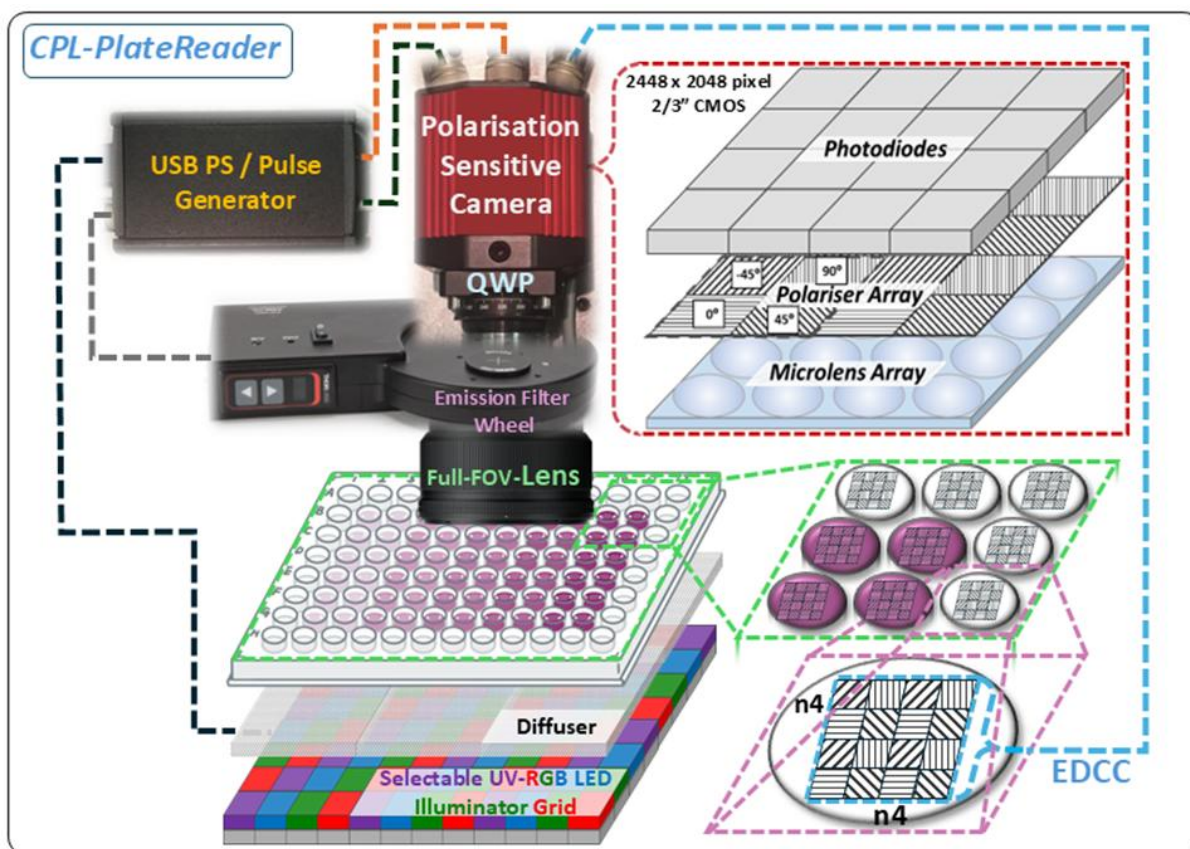 CPL-PlateReader
USB PS / Pulse
Generator
Polarisation
Sensitive
Camera
QWP
Emission Filter
Wheel
Full-FOV-Lens
2448 x 2048 pixel
2/3" CMOS
Photodiodes
-45°
90°
0°
45°
Polariser Array
Microlens Array
A
B
C
D
E
H
Diffuser
Selectable UV-RGB LED
Illuminator Grid
n4
n4
EDCC